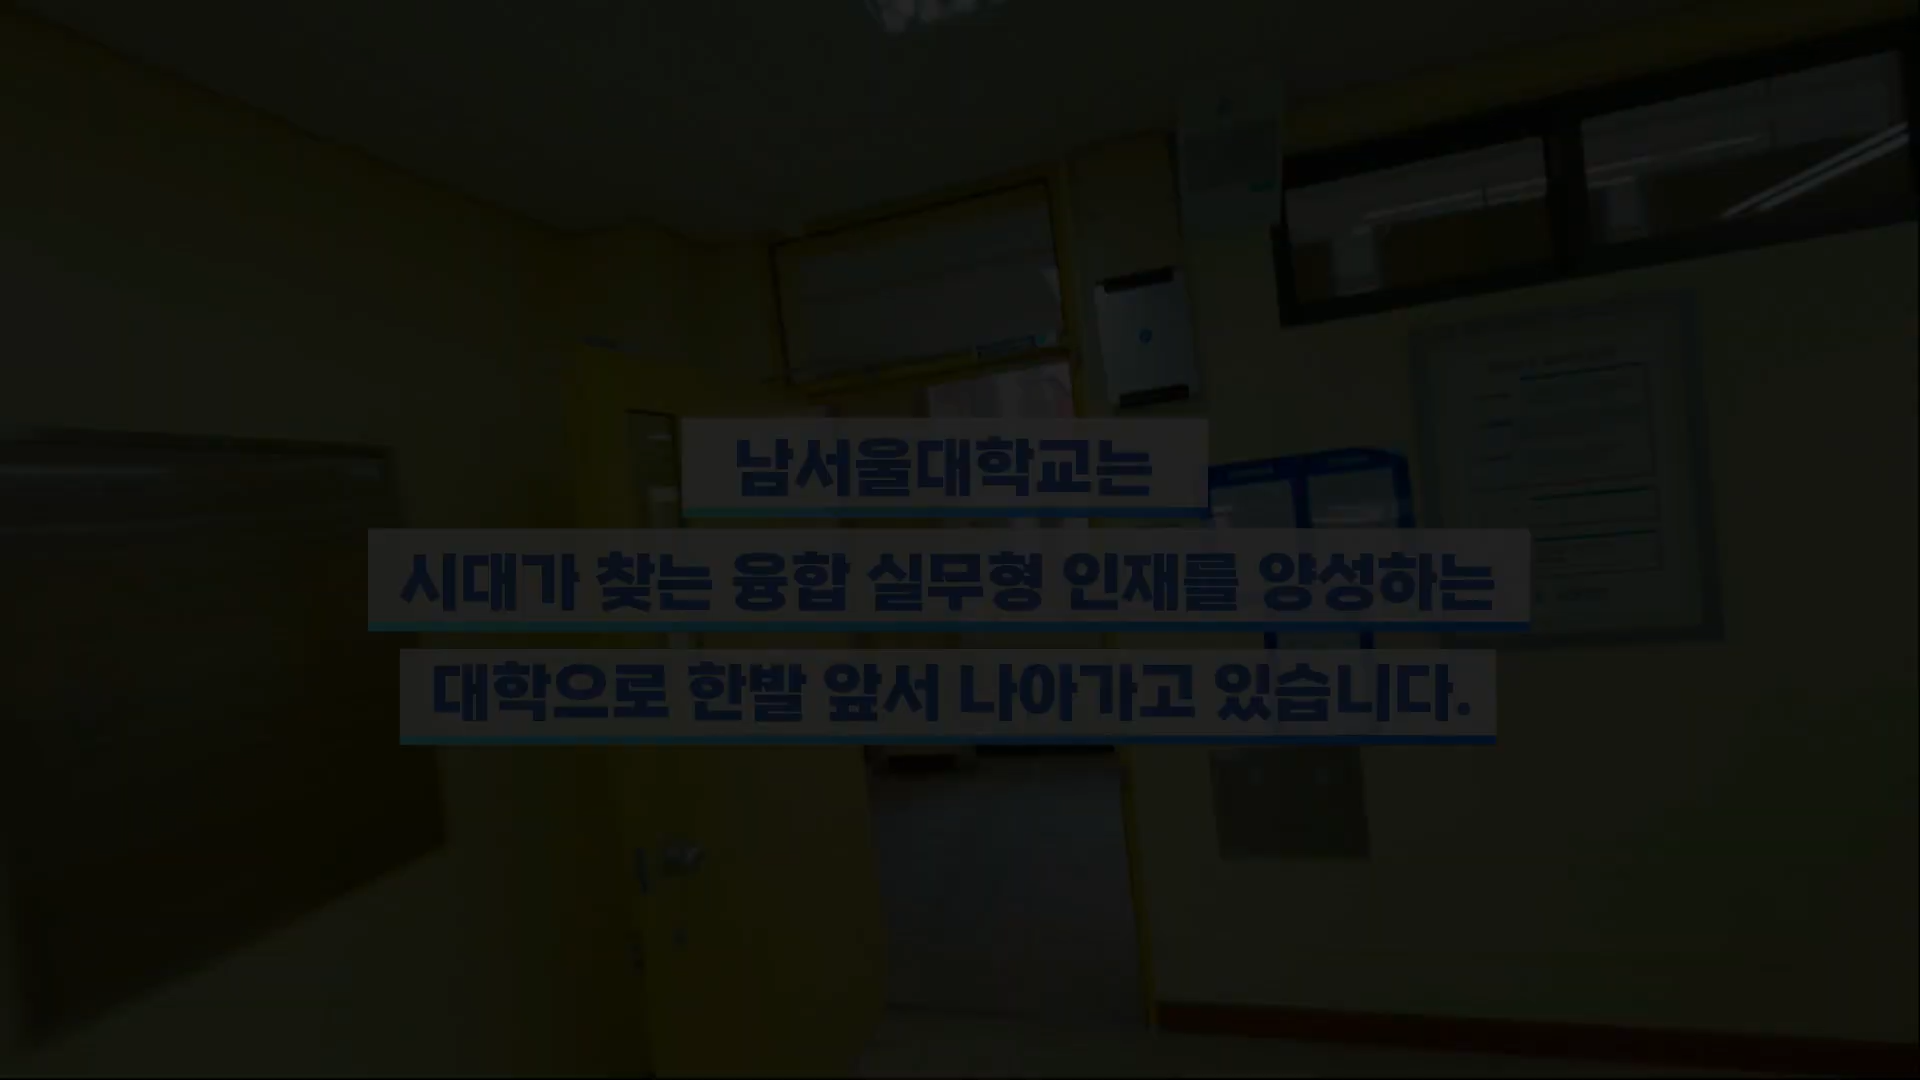 남서울대학교는
시대가 찾는 융합 실무형 인재를 양성하는
대학으로 한발 앞서 나아가고 있습니다.